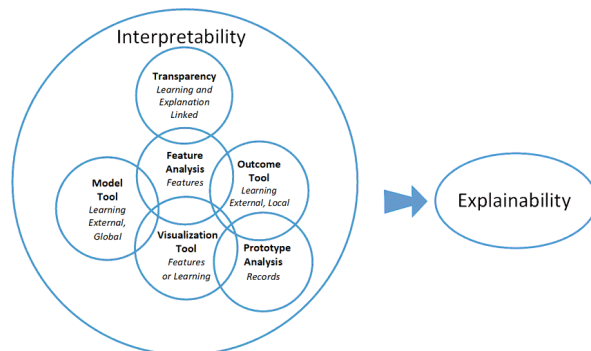 Interpretability
Transparency
Learning and
Explanation
Linked
Feature
Analysis
Features
Outcome
Tool
Learning
External, Local
Model
Tool
Learning
External,
Global
Visualization
Tool
Features
or Learning
Prototype
Analysis
Records
Explainability